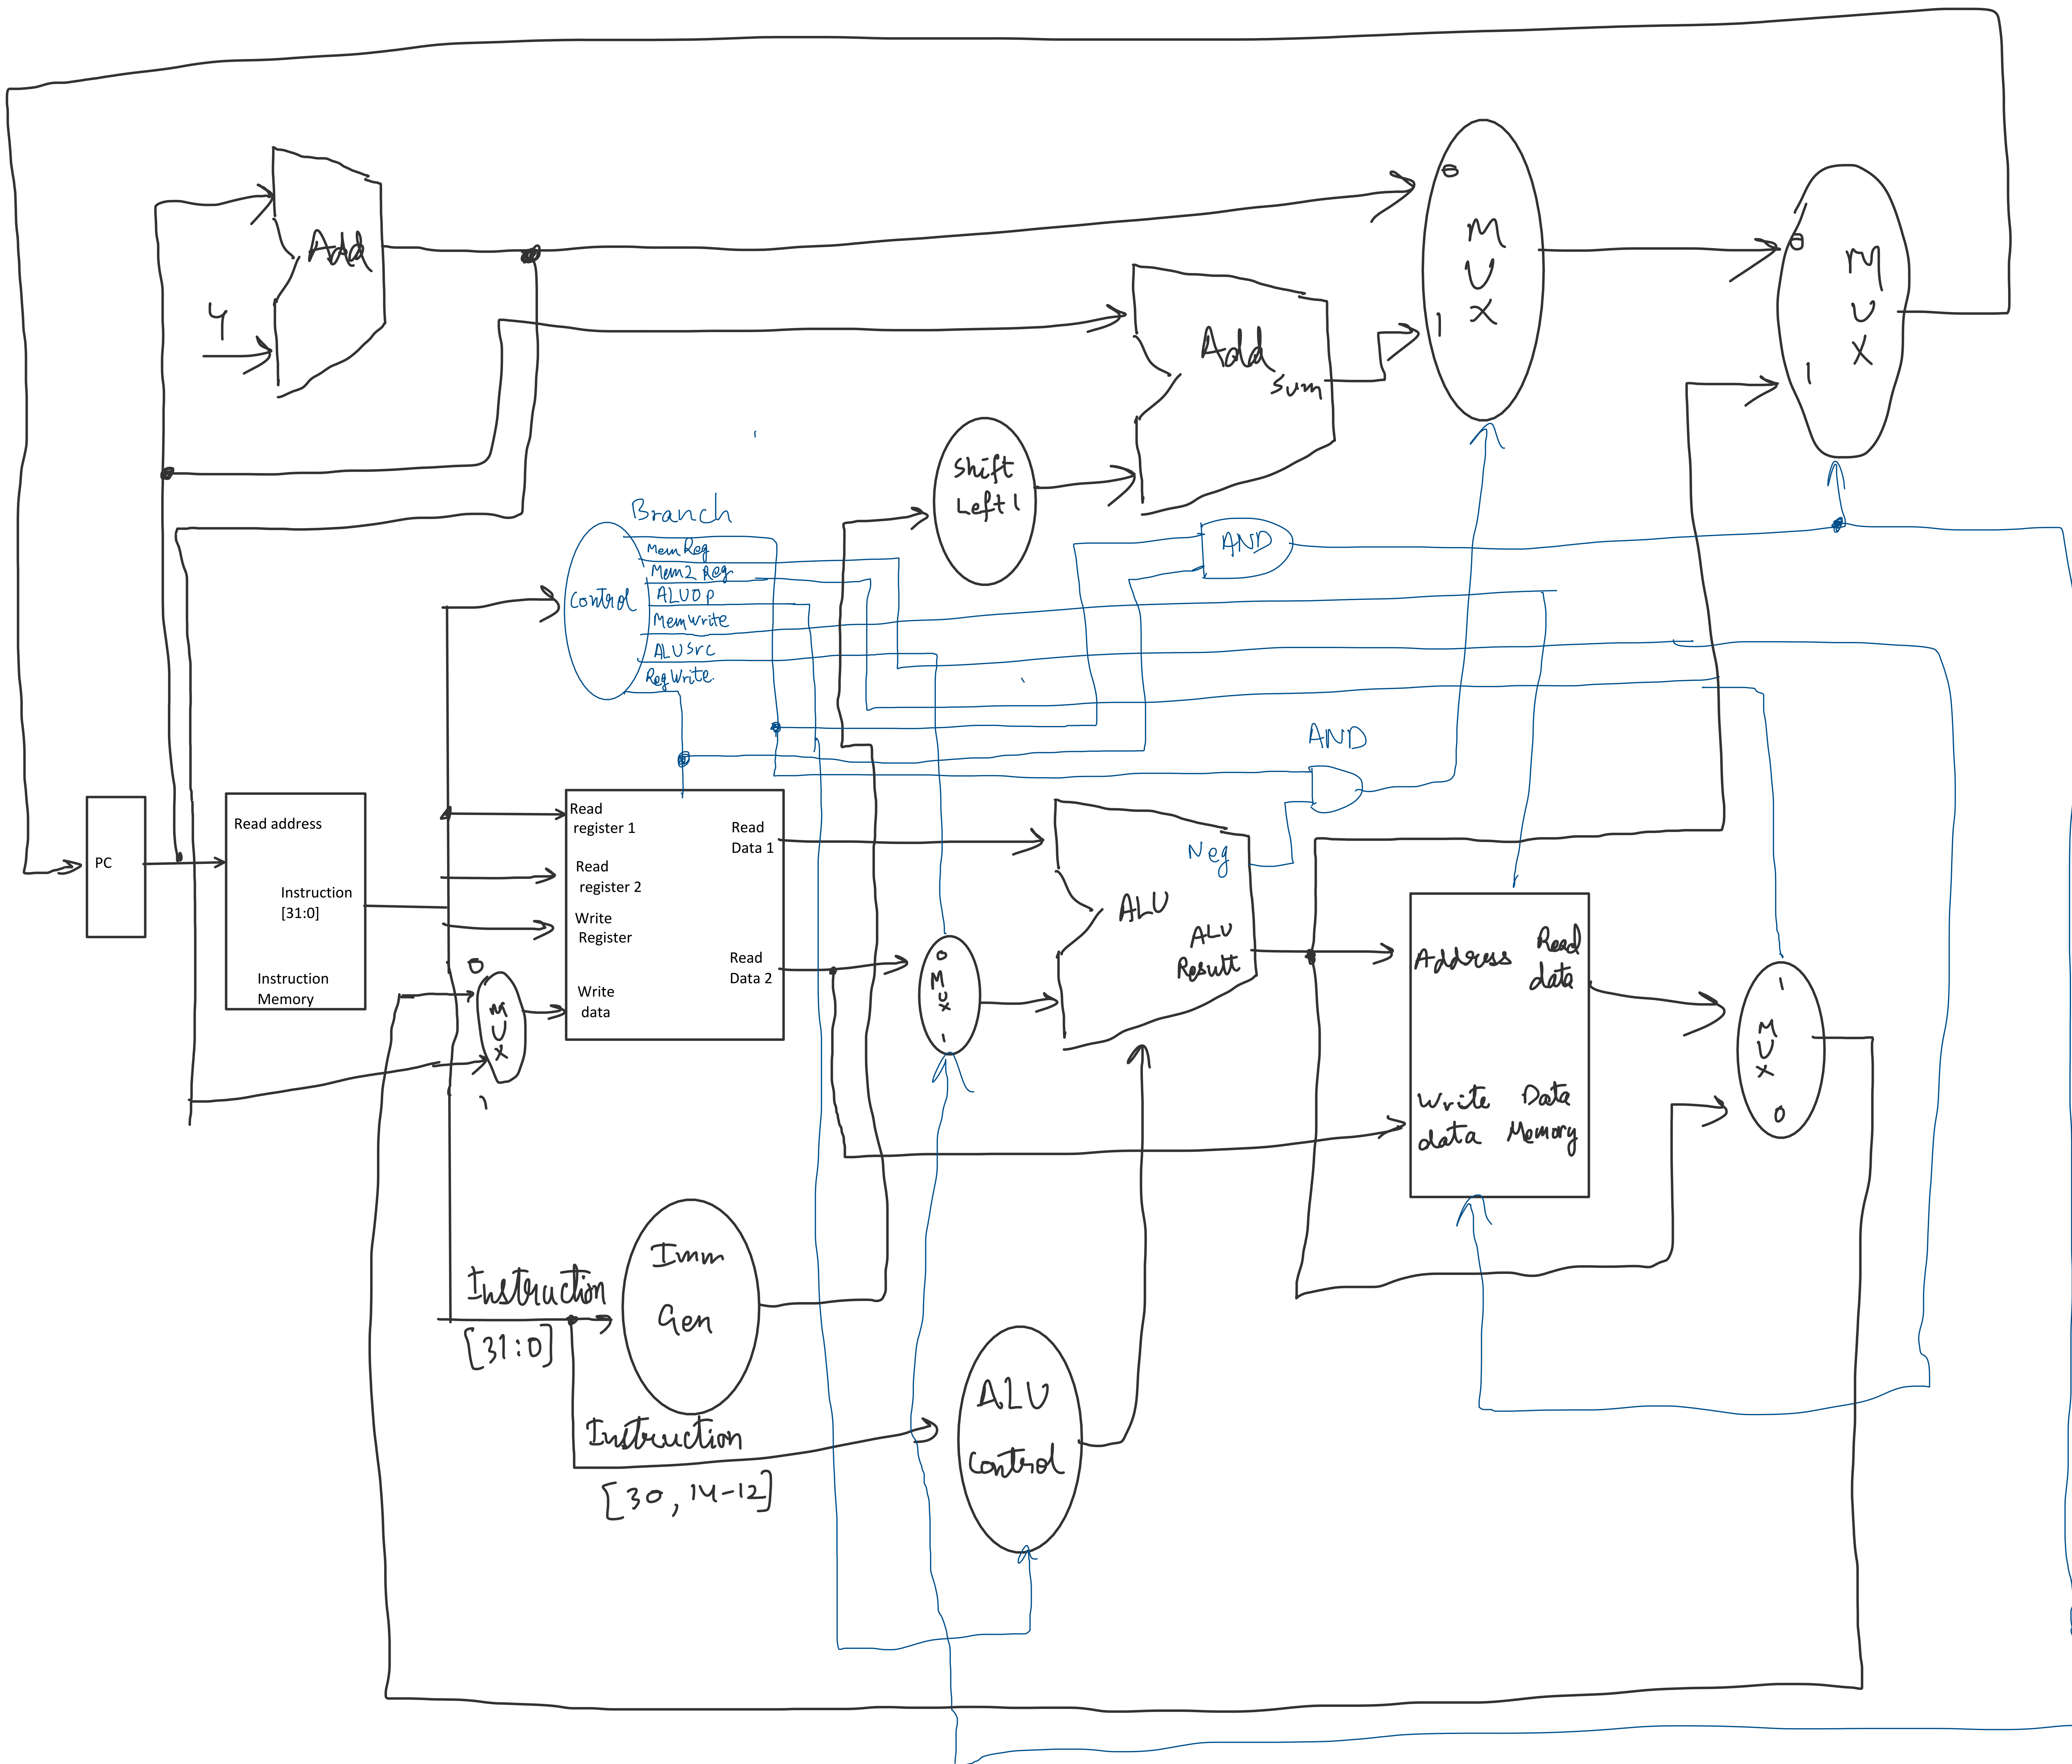 Add
4
0
M
U
X
1
0
M
U
X
1
Add
Sum
Shift
Left 1
Branch
MemReg
Mem2 Reg
ALUOp
MemWrite
ALUSrc
RegWrite
Control
AND
AND
PC
Read address
Instruction
[31:0]
Instruction
Memory
Read
register 1
Read
register 2
Write
Register
Write
data
Read
Data 1
Read
Data 2
0
M
U
X
1
0
M
U
X
1
Neg
ALU
ALU
Result
Address
Read
data
Write
data
Data
Memory
1
M
U
X
0
Instruction
[31:0]
Imm
Gen
Instruction
[30, 14-12]
ALU
Control